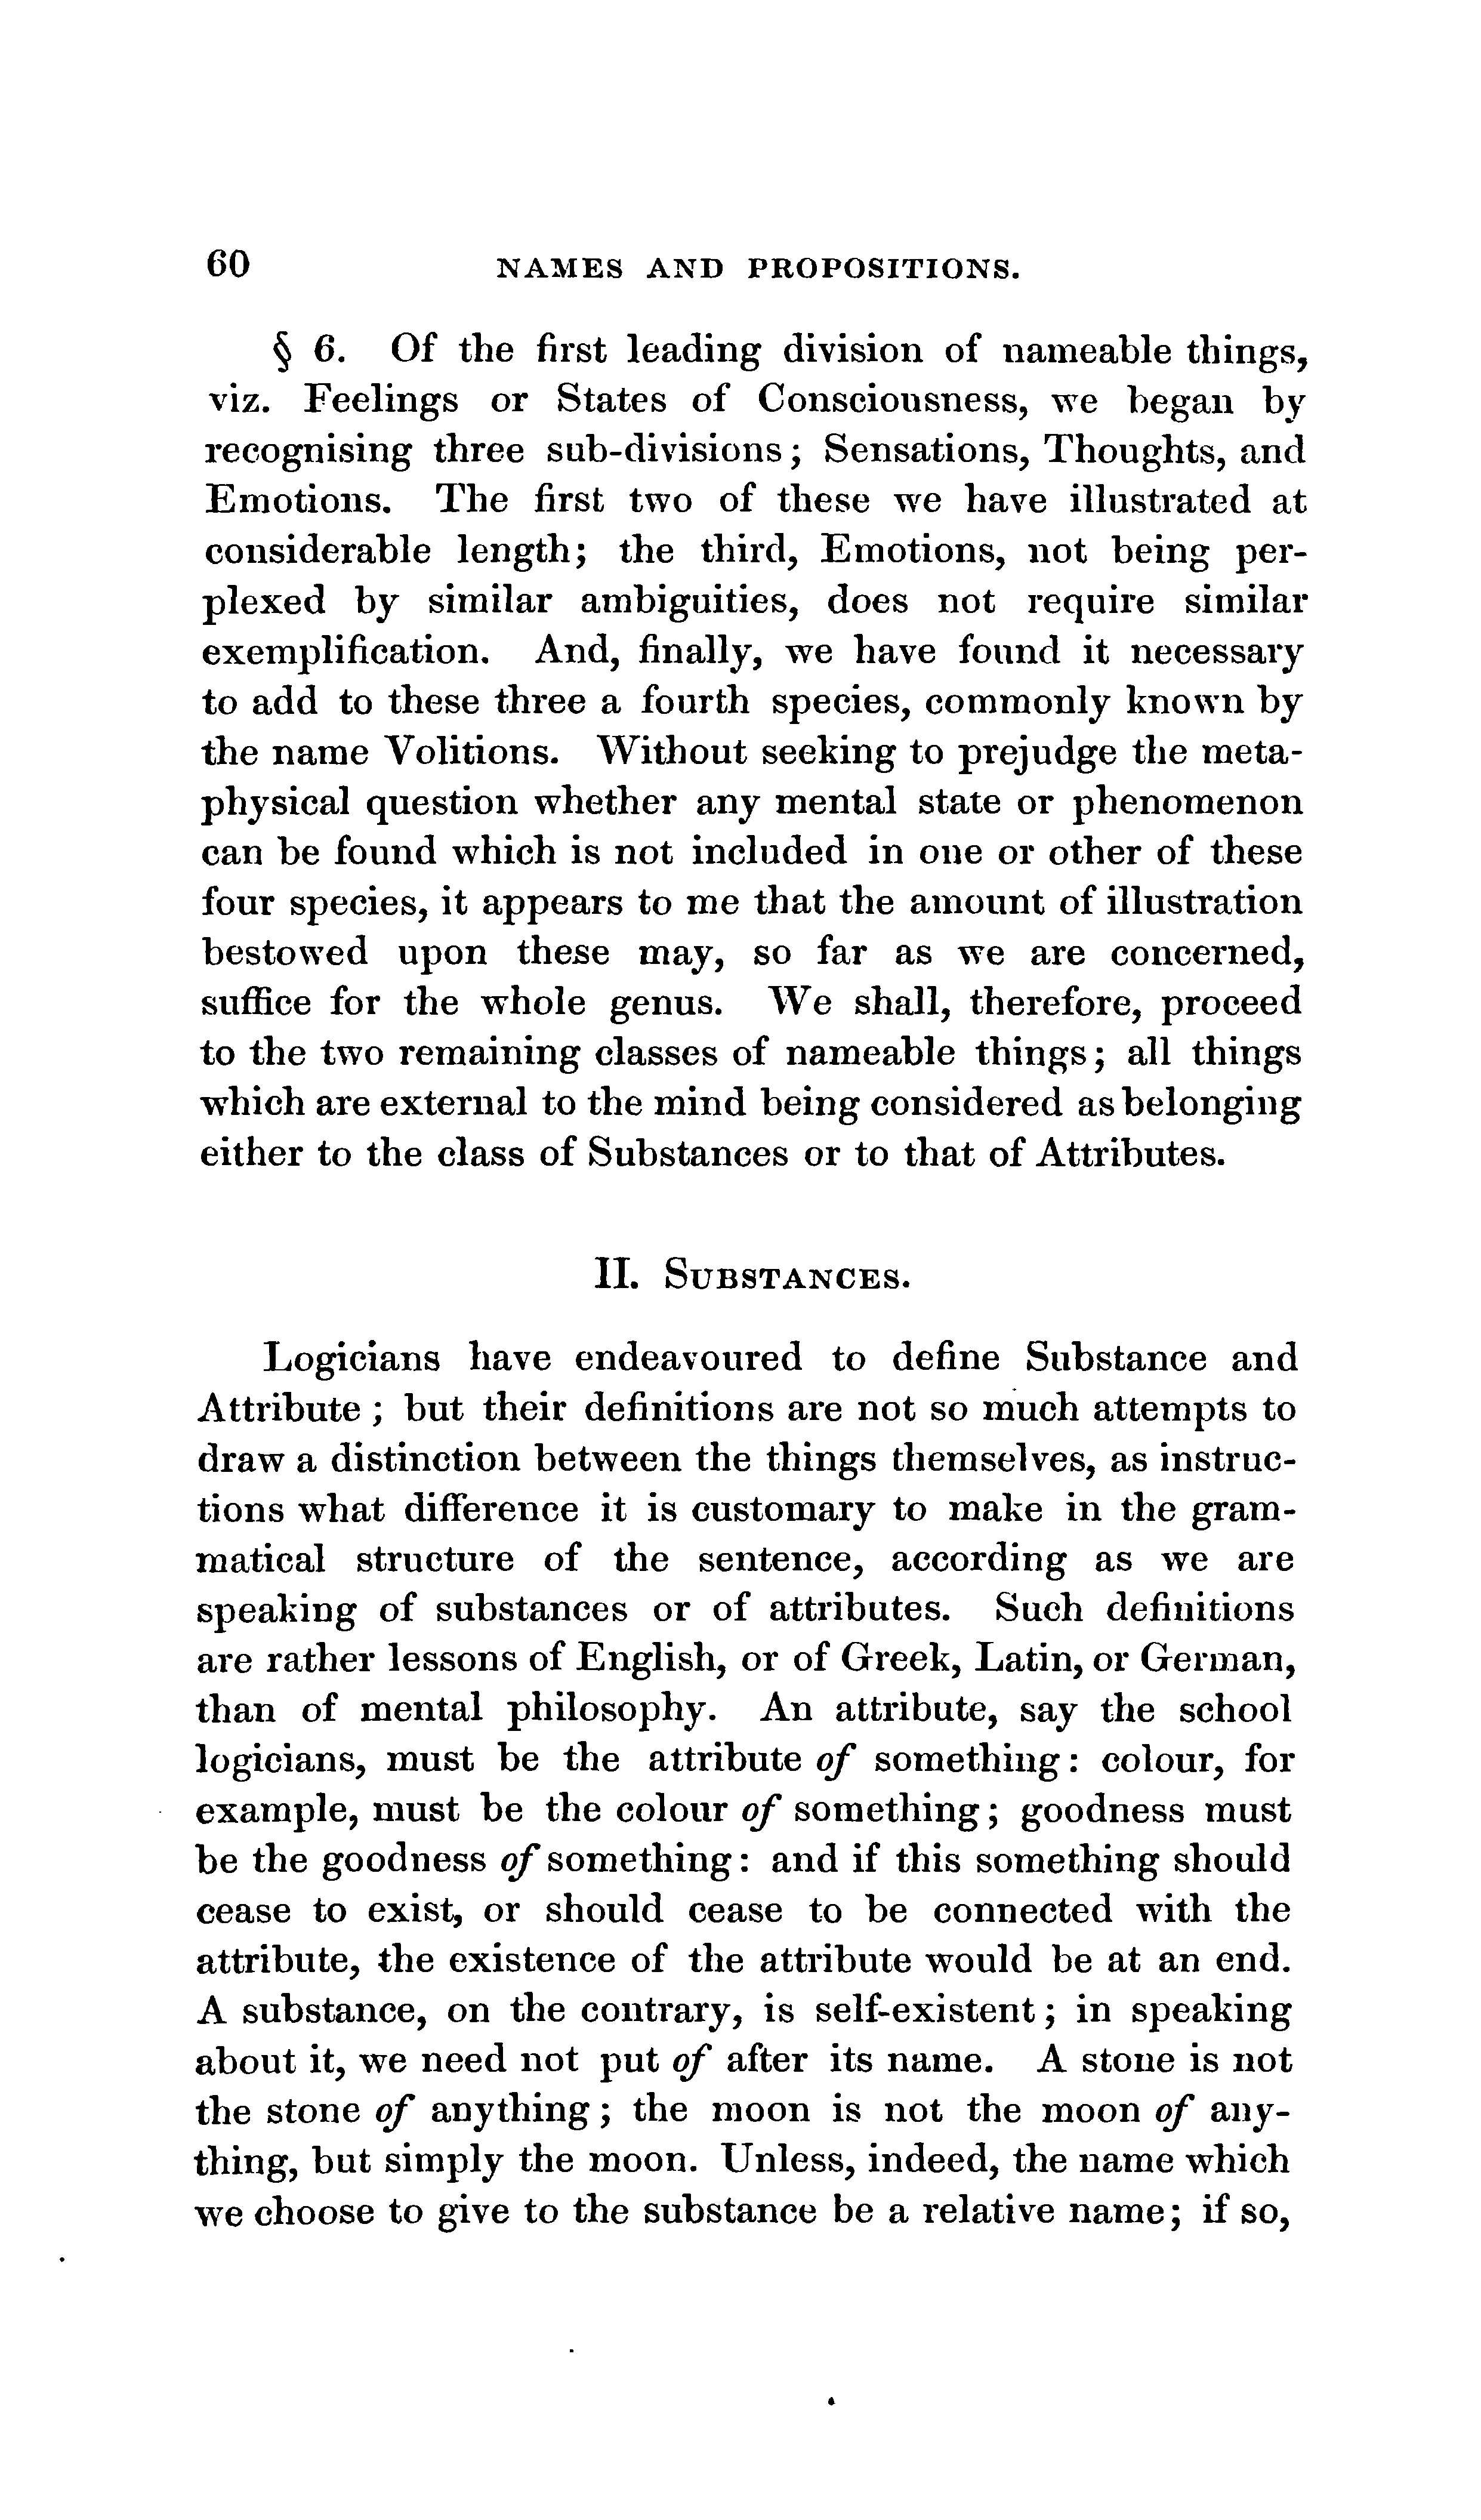 60 NAMES AND PROPOSITIONS.
§ 6. Of the first leading division of nameable things,
viz. Feelings or States of Consciousness, we began by
recognising three sub-divisions; Sensations, Thoughts, and
Emotions. The first two of these we have illustrated at
considerable length; the third, Emotions, not being per-
plexed by similar ambiguities, does not require similar
exemplification. And, finally, we have found it necessary
to add to these three a fourth species, commonly known by
the name Volitions. Without seeking to prejudge the meta-
physical question whether any mental state or phenomenon
can be found which is not included in one or other of these
four species, it appears to me that the amount of illustration
bestowed upon these may, so far as we are concerned,
suffice for the whole genus. We shall, therefore, proceed
to the two remaining classes of nameable things; all things
which are external to the mind being considered as belonging
either to the class of Substances or to that of Attributes.
II. SUBSTANCES.
Logicians have endeavoured to define Substance and
Attribute; but their definitions are not so much attempts to
draw a distinction between the things themselves, as instruc-
tions what difference it is customary to make in the gram-
matical structure of the sentence, according as we are
speaking of substances or of attributes. Such definitions
are rather lessons of English, or of Greek, Latin, or German,
than of mental philosophy. An attribute, say the school
logicians, must be the attribute of something: colour, for
example, must be the colour of something; goodness must
be the goodness of something: and if this something should
cease to exist, or should cease to be connected with the
attribute, the existence of the attribute would be at an end.
A substance, on the contrary, is self-existent; in speaking
about it, we need not put of after its name. A stone is not
the stone of anything; the moon is not the moon of any-
thing, but simply the moon. Unless, indeed, the name which
we choose to give to the substance be a relative name; if so,